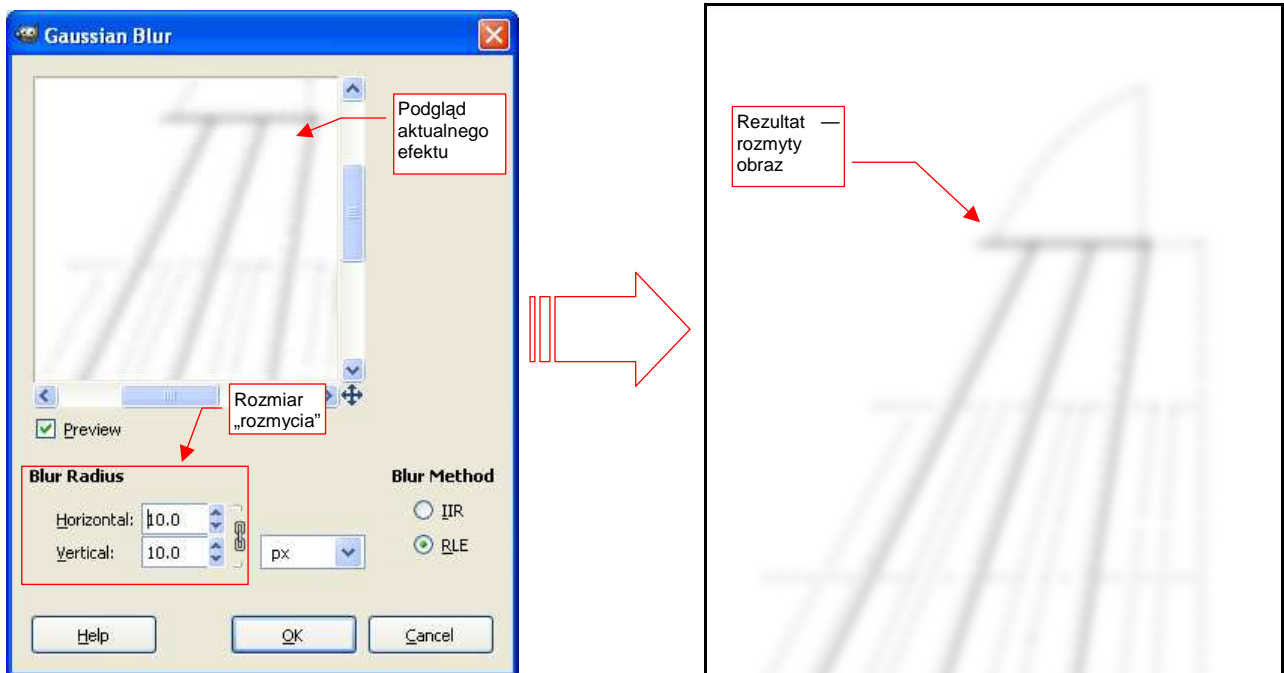 Gaussian Blur
Podgląd
aktualnego
efektu
Rozmiar
„rozmycia”
Preview
Blur Radius
Horizontal: 10.0
Vertical: 10.0
px
Blur Method
IIR
RLE
Help
OK
Cancel
Rezultat —
rozmyty
obraz